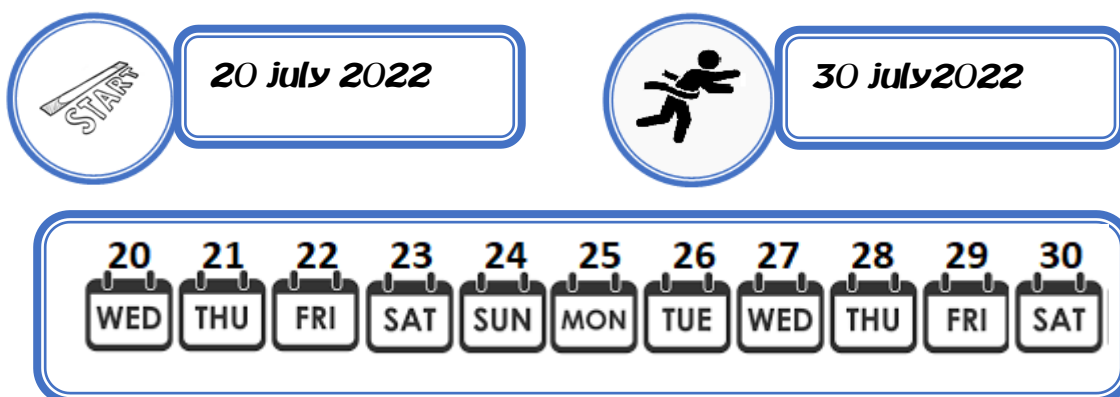 START
20 july 2022
30 july2022
20 21 22 23 24 25 26 27 28 29 30
WED THU FRI SAT SUN MON TUE WED THU FRI SAT